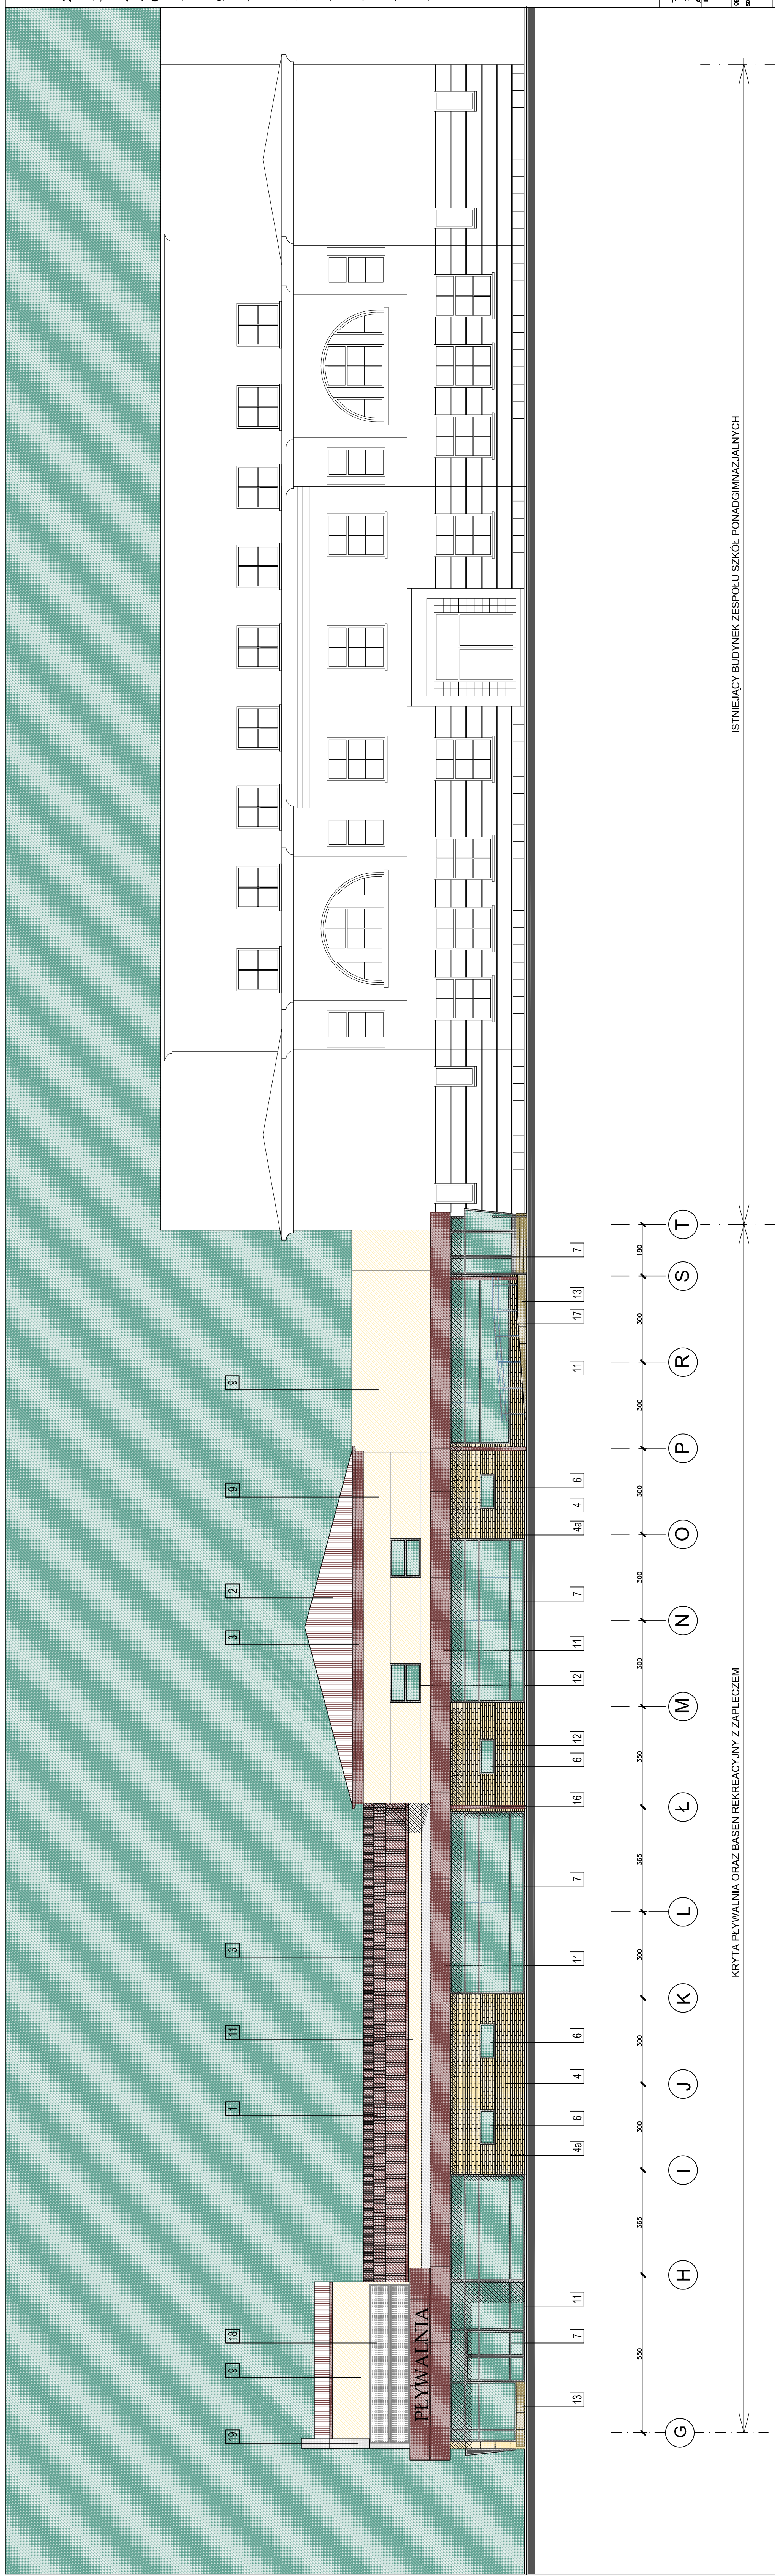 19 9 18 1 11 3 3 2 9 9
PŁYWALNIA
13 7 11 4a 6 4 6 11 7 16 6 12 12 11 7 4a 4 6 11 17 13 7
550 365 300 300 300 365 350 300 300 300 300 300 180
G H I J K L Ł M N O P R S T
KRYTA PŁYWALNIA ORAZ BASEN REKREACYJNY Z ZAPLECZEM
ISTNIEJĄCY BUDYNEK ZESPOŁU SZKÓŁ PONADGIMNAZJALNYCH